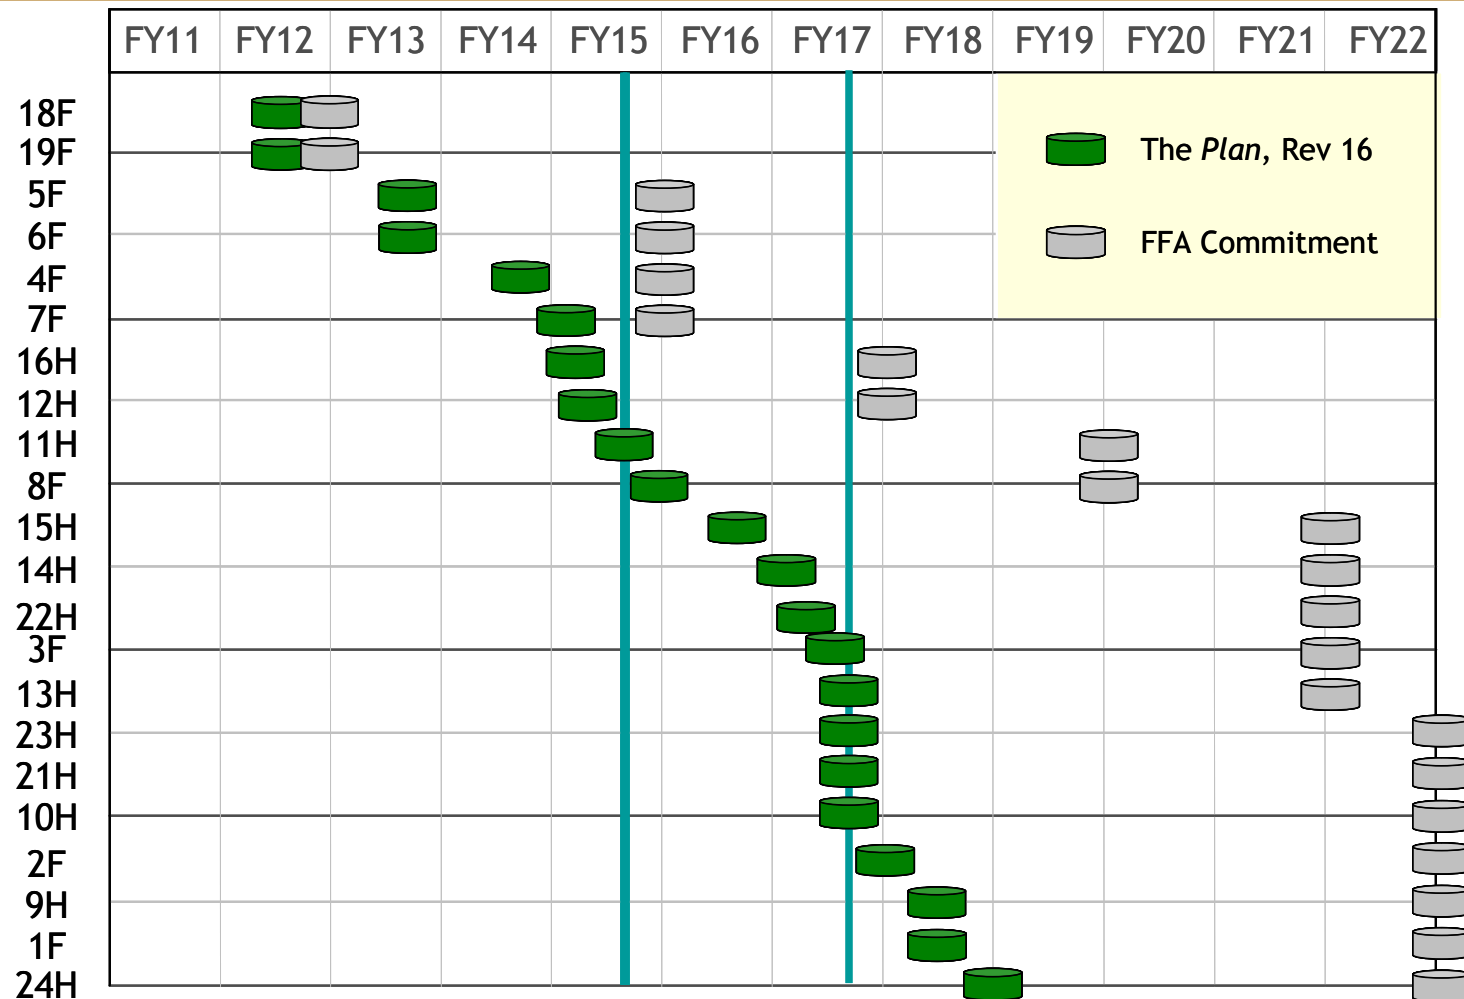 FY11 FY12 FY13 FY14 FY15 FY16 FY17 FY18 FY19 FY20 FY21 FY22
18F
The Plan, Rev 16
19F
5F
6F
FFA Commitment
4F
7F
16H
12H
11H
8F
15H
14H
22H
3F
13H
23H
21H
10H
2F
9H
1F
24H